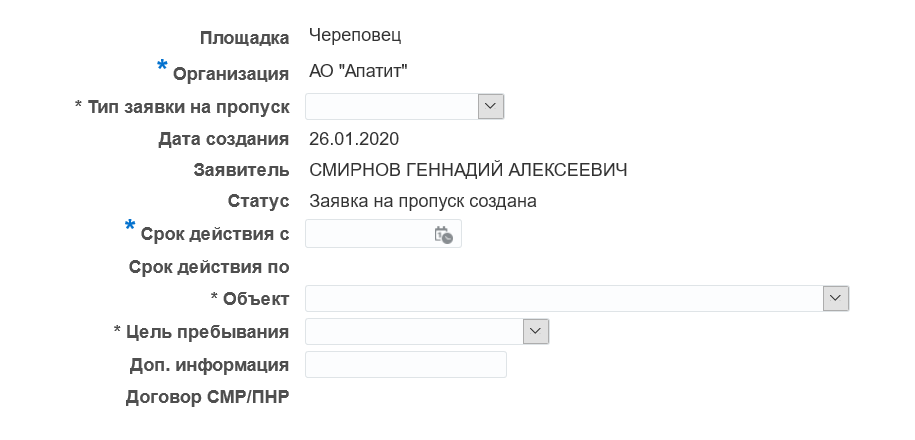 Площадка Череповец
* Организация АО "Апатит"
* Тип заявки на пропуск
Дата создания 26.01.2020
Заявитель СМИРНОВ ГЕННАДИЙ АЛЕКСЕЕВИЧ
Статус Заявка на пропуск создана
* Срок действия с
Срок действия по
* Объект
* Цель пребывания
Доп. информация
Договор СМР/ПНР